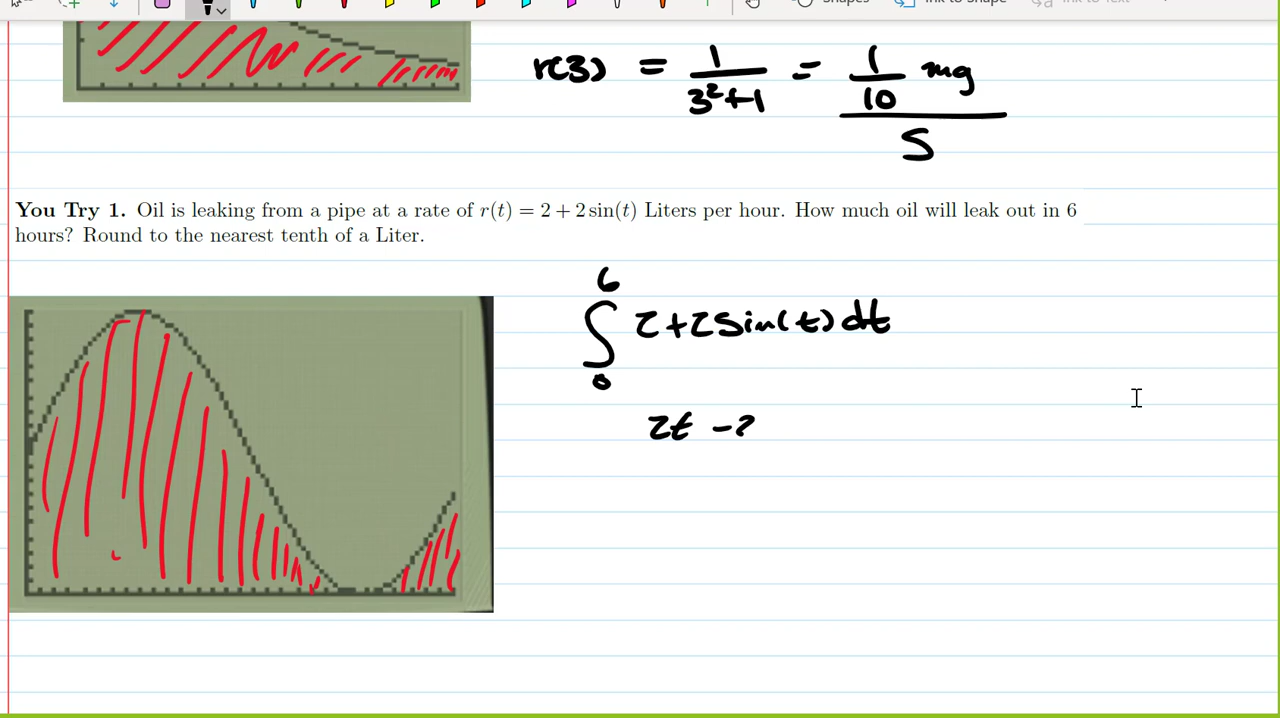 r(3) = 1/(3²+1) = 1/10 mg / S
You Try 1. Oil is leaking from a pipe at a rate of r(t) = 2 + 2 sin(t) Liters per hour. How much oil will leak out in 6
hours? Round to the nearest tenth of a Liter.
∫₀⁶ 2+2sin(t) dt
2t -2